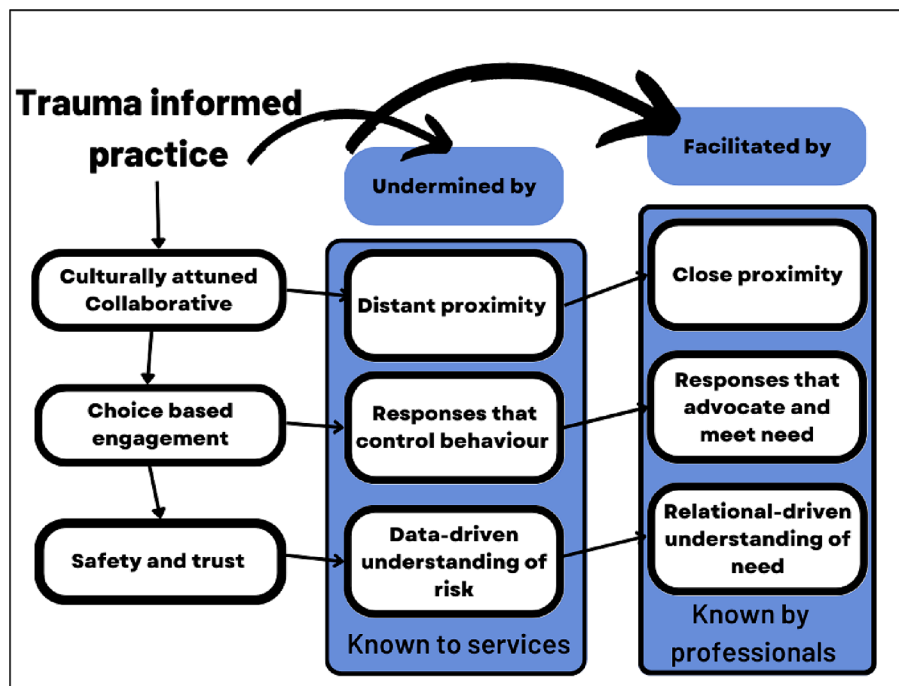 Trauma informed
practice
Undermined by
Facilitated by
Culturally attuned
Collaborative
Distant proximity
Close proximity
Choice based
engagement
Responses that
control behaviour
Responses that
advocate and
meet need
Safety and trust
Data-driven
understanding of
risk
Relational-driven
understanding of
need
Known to services
Known by
professionals